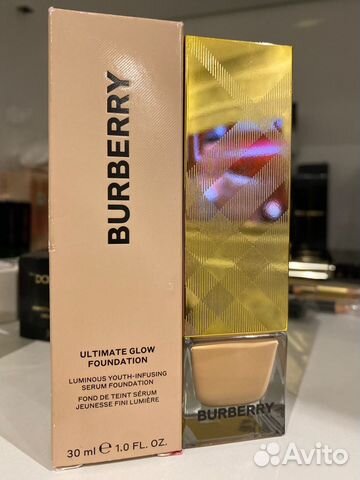 BURBERRY
ULTIMATE GLOW
FOUNDATION
LUMINOUS YOUTH-INFUSING
SERUM FOUNDATION
FOND DE TEINT SÉRUM
JEUNESSE FINI LUMIÈRE
30 ml ℮ 1.0 FL. OZ.
BURBERRY
Avito